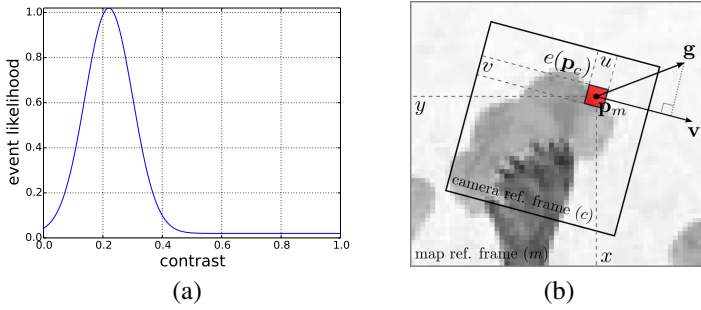 event likelihood
1.0
0.8
0.6
0.4
0.2
0.0
0.0 0.2 0.4 0.6 0.8 1.0
contrast
(a)
e(p_c) u g
v
y p_m
v
camera ref. frame (c)
map ref. frame (m) x
(b)